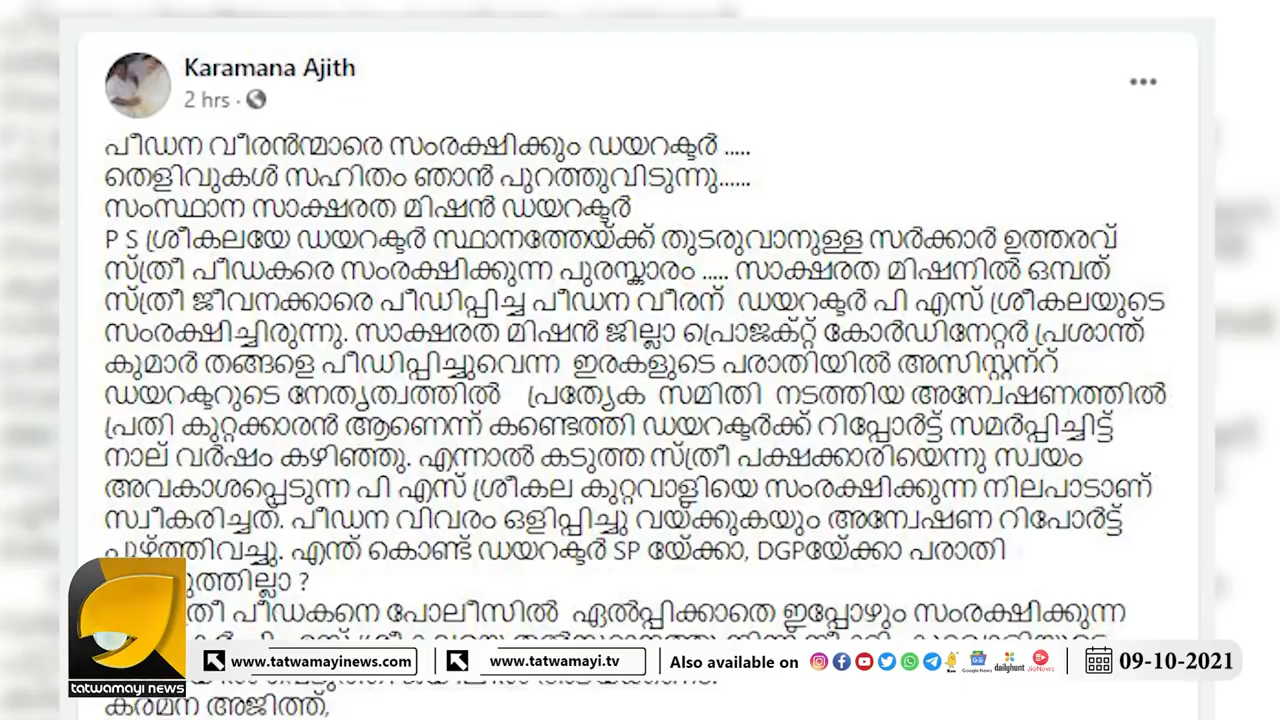 Karamana Ajith
2 hrs ·
പീഡന വീരൻന്മാരെ സംരക്ഷിക്കും ഡയറക്ടർ .....
തെളിവുകൾ സഹിതം ഞാൻ പുറത്തുവിടുന്നു......
സംസ്ഥാന സാക്ഷരത മിഷൻ ഡയറക്ടർ
P S ശ്രീകലയേ ഡയറക്ടർ സ്ഥാനത്തേയ്ക്ക് തുടരുവാനുള്ള സർക്കാർ ഉത്തരവ്
സ്ത്രീ പീഡകരെ സംരക്ഷിക്കുന്ന പുരസ്കാരം ..... സാക്ഷരത മിഷനിൽ ഒമ്പത്
സ്ത്രീ ജീവനക്കാരെ പീഡിപ്പിച്ച പീഡന വീരന് ഡയറക്ടർ പി എസ് ശ്രീകലയുടെ
സംരക്ഷിച്ചിരുന്നു. സാക്ഷരത മിഷൻ ജില്ലാ പ്രൊജക്റ്റ് കോർഡിനേറ്റർ പ്രശാന്ത്
കുമാർ തങ്ങളെ പീഡിപ്പിച്ചുവെന്ന ഇരകളുടെ പരാതിയിൽ അസിസ്റ്റന്റ്
ഡയറക്ടറുടെ നേതൃത്വത്തിൽ പ്രത്യേക സമിതി നടത്തിയ അന്വേഷണത്തിൽ
പ്രതി കുറ്റക്കാരൻ ആണെന്ന് കണ്ടെത്തി ഡയറക്ടർക്ക് റിപ്പോർട്ട് സമർപ്പിച്ചിട്ട്
നാല് വർഷം കഴിഞ്ഞു. എന്നാൽ കടുത്ത സ്ത്രീ പക്ഷക്കാരിയെന്നു സ്വയം
അവകാശപ്പെടുന്ന പി എസ് ശ്രീകല കുറ്റവാളിയെ സംരക്ഷിക്കുന്ന നിലപാടാണ്
സ്വീകരിച്ചത്. പീഡന വിവരം ഒളിപ്പിച്ചു വയ്ക്കുകയും അന്വേഷണ റിപോർട്ട്
പൂഴ്ത്തിവച്ചു. എന്ത് കൊണ്ട് ഡയറക്ടർ SP യ്ക്കോ, DGPയ്ക്കോ പരാതി
പീഡകനെ പോലീസിൽ ഏൽപ്പിക്കാതെ ഇപ്പോഴും സംരക്ഷിക്കുന്ന
കരമന അജിത്ത്,
tatwamayi news
www.tatwamayinews.com
www.tatwamayi.tv
Also available on
Google News
dailyhunt
JioNews
09-10-2021